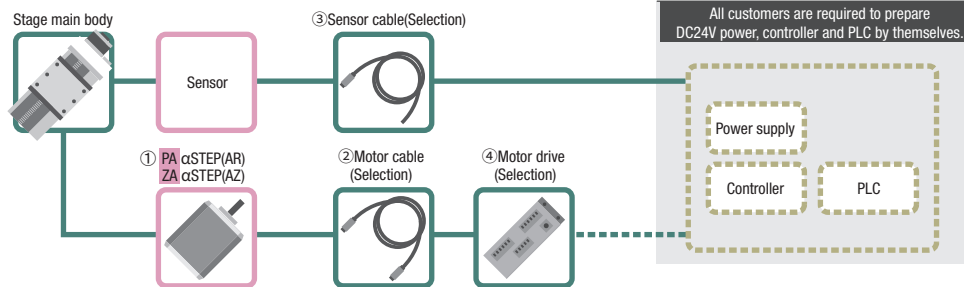 Stage main body
③Sensor cable(Selection)
All customers are required to prepare
DC24V power, controller and PLC by themselves.
Sensor
Power supply
① PA αSTEP(AR)
ZA αSTEP(AZ)
②Motor cable
(Selection)
④Motor drive
(Selection)
Controller
PLC